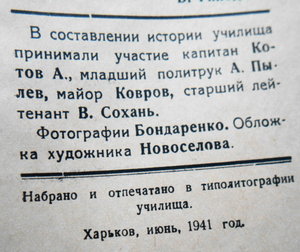 В составлении истории училища
принимали участие капитан Ко-
тов А., младший политрук А. Пы-
лев, майор Ковров, старший лей-
тенант В. Сохань.
Фотографии Бондаренко. Облож-
ка художника Новоселова.
Набрано и отпечатано в типолитографии
училища.
Харьков, июнь, 1941 год.